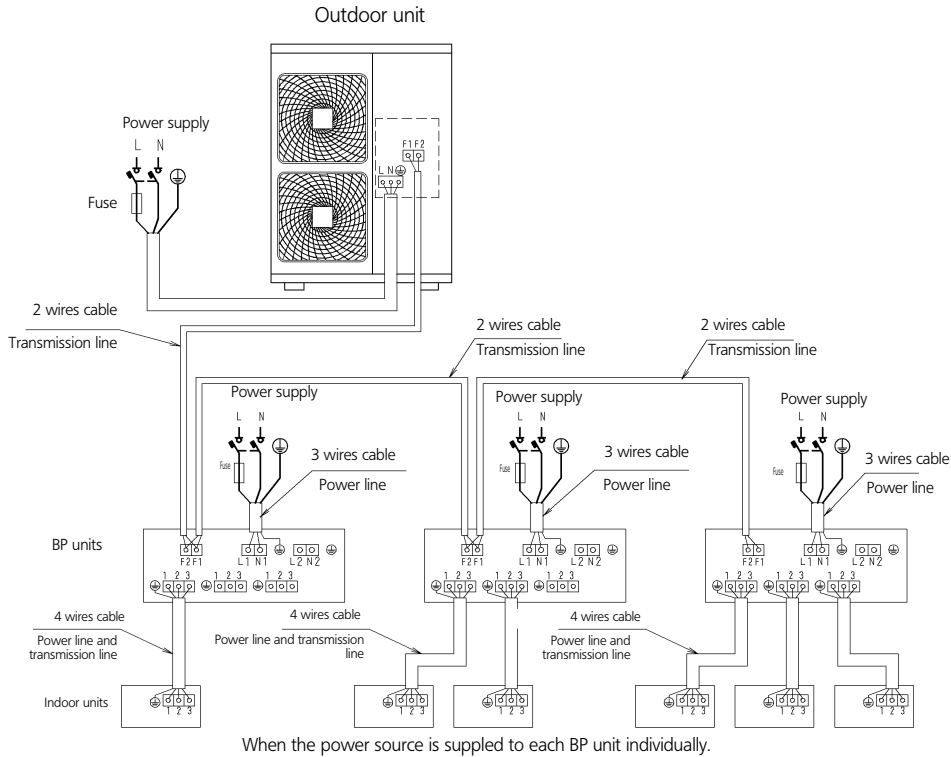 Outdoor unit
Power supply
L N
F1 F2
L N
Fuse
2 wires cable
Transmission line
2 wires cable
Transmission line
2 wires cable
Transmission line
Power supply
L N
Fuse
3 wires cable
Power line
Power supply
L N
Fuse
3 wires cable
Power line
Power supply
L N
Fuse
3 wires cable
Power line
BP units
F2 F1
L1 N1
L2 N2
1 2 3
1 2 3
1 2 3
F2 F1
L1 N1
L2 N2
1 2 3
1 2 3
1 2 3
F2 F1
L1 N1
L2 N2
1 2 3
1 2 3
1 2 3
4 wires cable
Power line and
transmission line
4 wires cable
Power line and transmission
line
4 wires cable
Power line and
transmission line
Indoor units
1 2 3
1 2 3
1 2 3
1 2 3
1 2 3
1 2 3
When the power source is suppled to each BP unit individually.